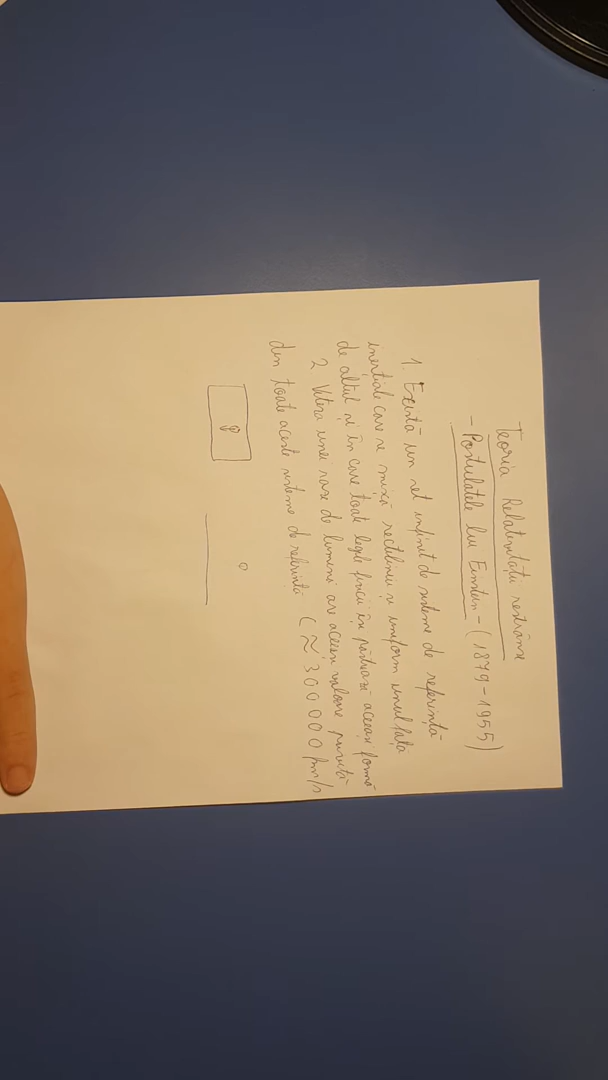 Teoria Relativității restrânse
- Postulatele lui Einstein - (1879-1955)
1. Există un set infinit de sisteme de referință
inerțiale care se mișcă rectiliniu și uniform unul față
de altul și în care toate legile fizicii își păstrează aceeași formă
2 Viteza unei raze de lumină are aceeași valoare privită
din toate aceste sisteme de referință (≈ 300 000 km/s